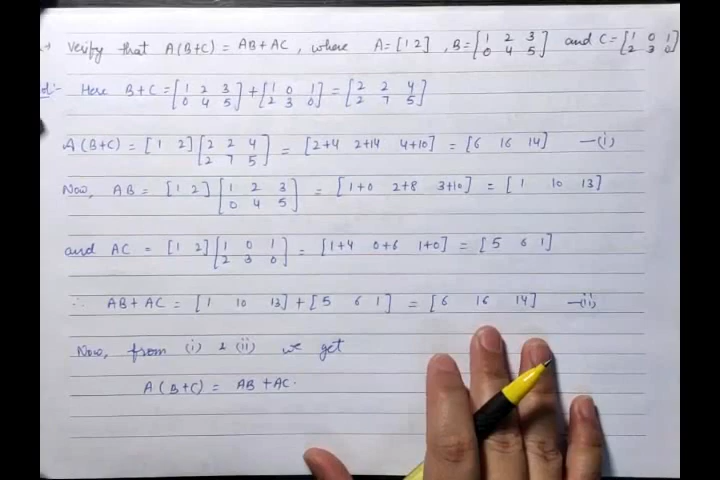 Verify that A(B+C) = AB + AC, where A = [1 2], B = [1 2 3 0 4 5] and C = [1 0 1 2 3 0]
Sol:- Here B+C = [1 2 3 0 4 5] + [1 0 1 2 3 0] = [2 2 4 2 7 5]
A(B+C) = [1 2] [2 2 4 2 7 5] = [2+4 2+14 4+10] = [6 16 14] —(i)
Now, AB = [1 2] [1 2 3 0 4 5] = [1+0 2+8 3+10] = [1 10 13]
and AC = [1 2] [1 0 1 2 3 0] = [1+4 0+6 1+0] = [5 6 1]
∴ AB + AC = [1 10 13] + [5 6 1] = [6 16 14] —(ii)
Now, from (i) & (ii) we get
A(B+C) = AB + AC.